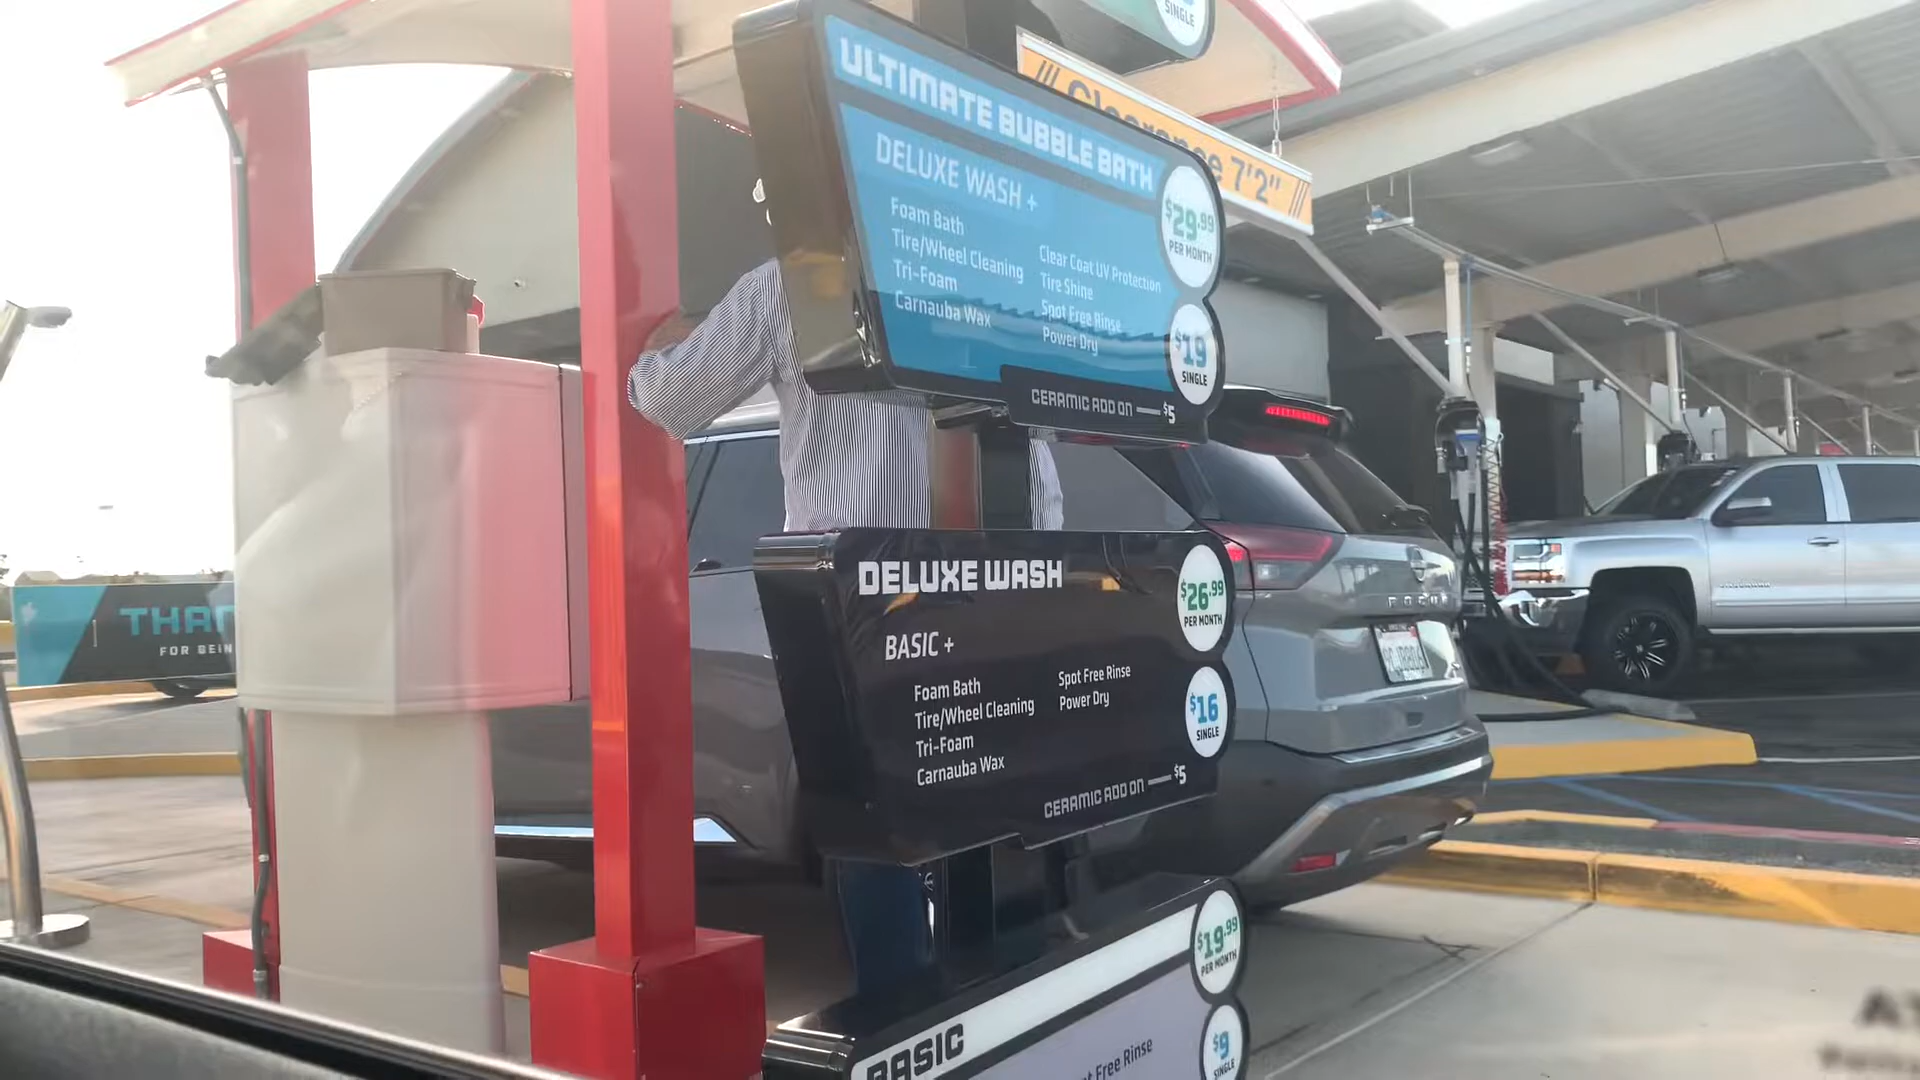 SINGLE
Clearance 7'2"
ULTIMATE BUBBLE BATH
DELUXE WASH +
Foam Bath
Tire/Wheel Cleaning
Tri-Foam
Carnauba Wax
Clear Coat UV Protection
Tire Shine
Spot Free Rinse
Power Dry
$29.99
PER MONTH
$19
SINGLE
CERAMIC ADD ON $5
DELUXE WASH
BASIC +
Foam Bath
Tire/Wheel Cleaning
Tri-Foam
Carnauba Wax
Spot Free Rinse
Power Dry
$26.99
PER MONTH
$16
SINGLE
CERAMIC ADD ON $5
BASIC
Free Rinse
$19.99
PER MONTH
$9
SINGLE
THAN
FOR BEIN
ROGUE